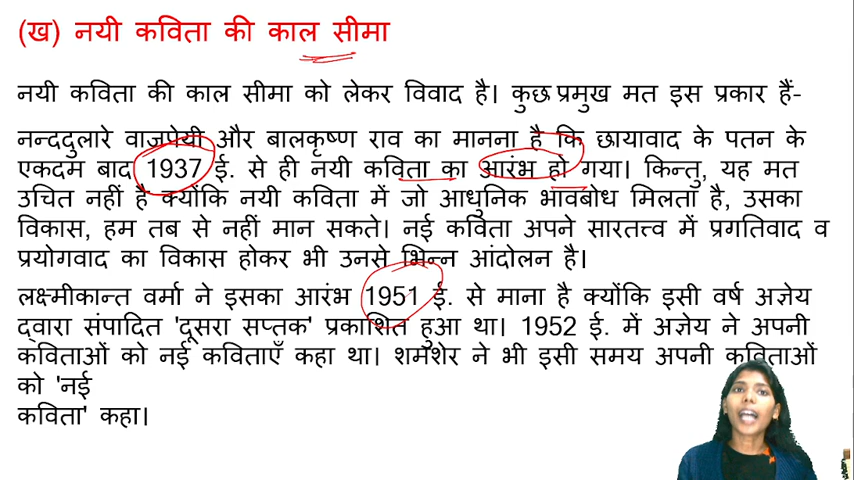 (ख) नयी कविता की काल सीमा
नयी कविता की काल सीमा को लेकर विवाद है। कुछ प्रमुख मत इस प्रकार हैं-
नन्ददुलारे वाजपेयी और बालकृष्ण राव का मानना है कि छायावाद के पतन के
एकदम बाद 1937 ई. से ही नयी कविता का आरंभ हो गया। किन्तु, यह मत
उचित नहीं है क्योंकि नयी कविता में जो आधुनिक भावबोध मिलता है, उसका
विकास, हम तब से नहीं मान सकते। नई कविता अपने सारतत्त्व में प्रगतिवाद व
प्रयोगवाद का विकास होकर भी उनसे भिन्न आंदोलन है।
लक्ष्मीकान्त वर्मा ने इसका आरंभ 1951 ई. से माना है क्योंकि इसी वर्ष अज्ञेय
द्वारा संपादित 'दूसरा सप्तक' प्रकाशित हुआ था। 1952 ई. में अज्ञेय ने अपनी
कविताओं को नई कविताएँ कहा था। शमशेर ने भी इसी समय अपनी कविताओं
को 'नई
कविता' कहा।